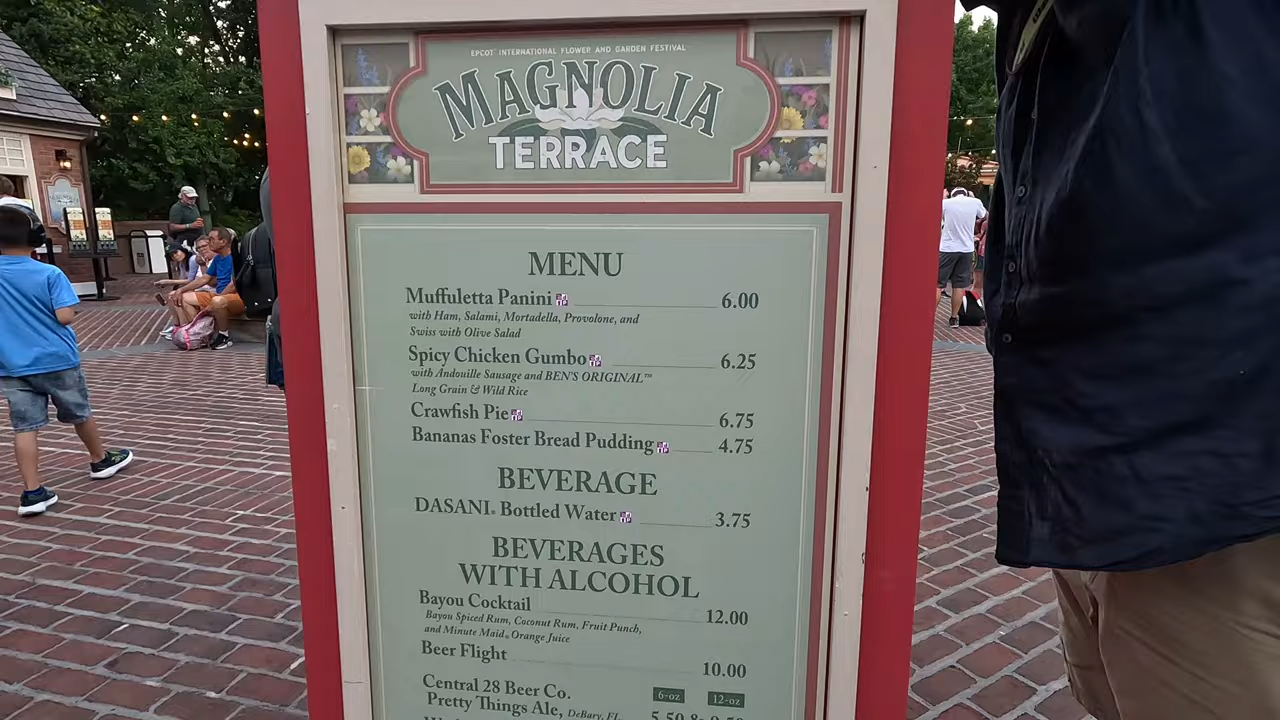 EPCOT INTERNATIONAL FLOWER AND GARDEN FESTIVAL
MAGNOLIA
TERRACE
MENU
Muffuletta Panini 6.00
with Ham, Salami, Mortadella, Provolone, and
Swiss with Olive Salad
Spicy Chicken Gumbo 6.25
with Andouille Sausage and BEN'S ORIGINAL™
Long Grain & Wild Rice
Crawfish Pie 6.75
Bananas Foster Bread Pudding 4.75
BEVERAGE
DASANI® Bottled Water 3.75
BEVERAGES
WITH ALCOHOL
Bayou Cocktail 12.00
Bayou Spiced Rum, Coconut Rum, Fruit Punch,
and Minute Maid® Orange Juice
Beer Flight 10.00
Central 28 Beer Co. 6-oz 12-oz
Pretty Things Ale, DeBary, FL